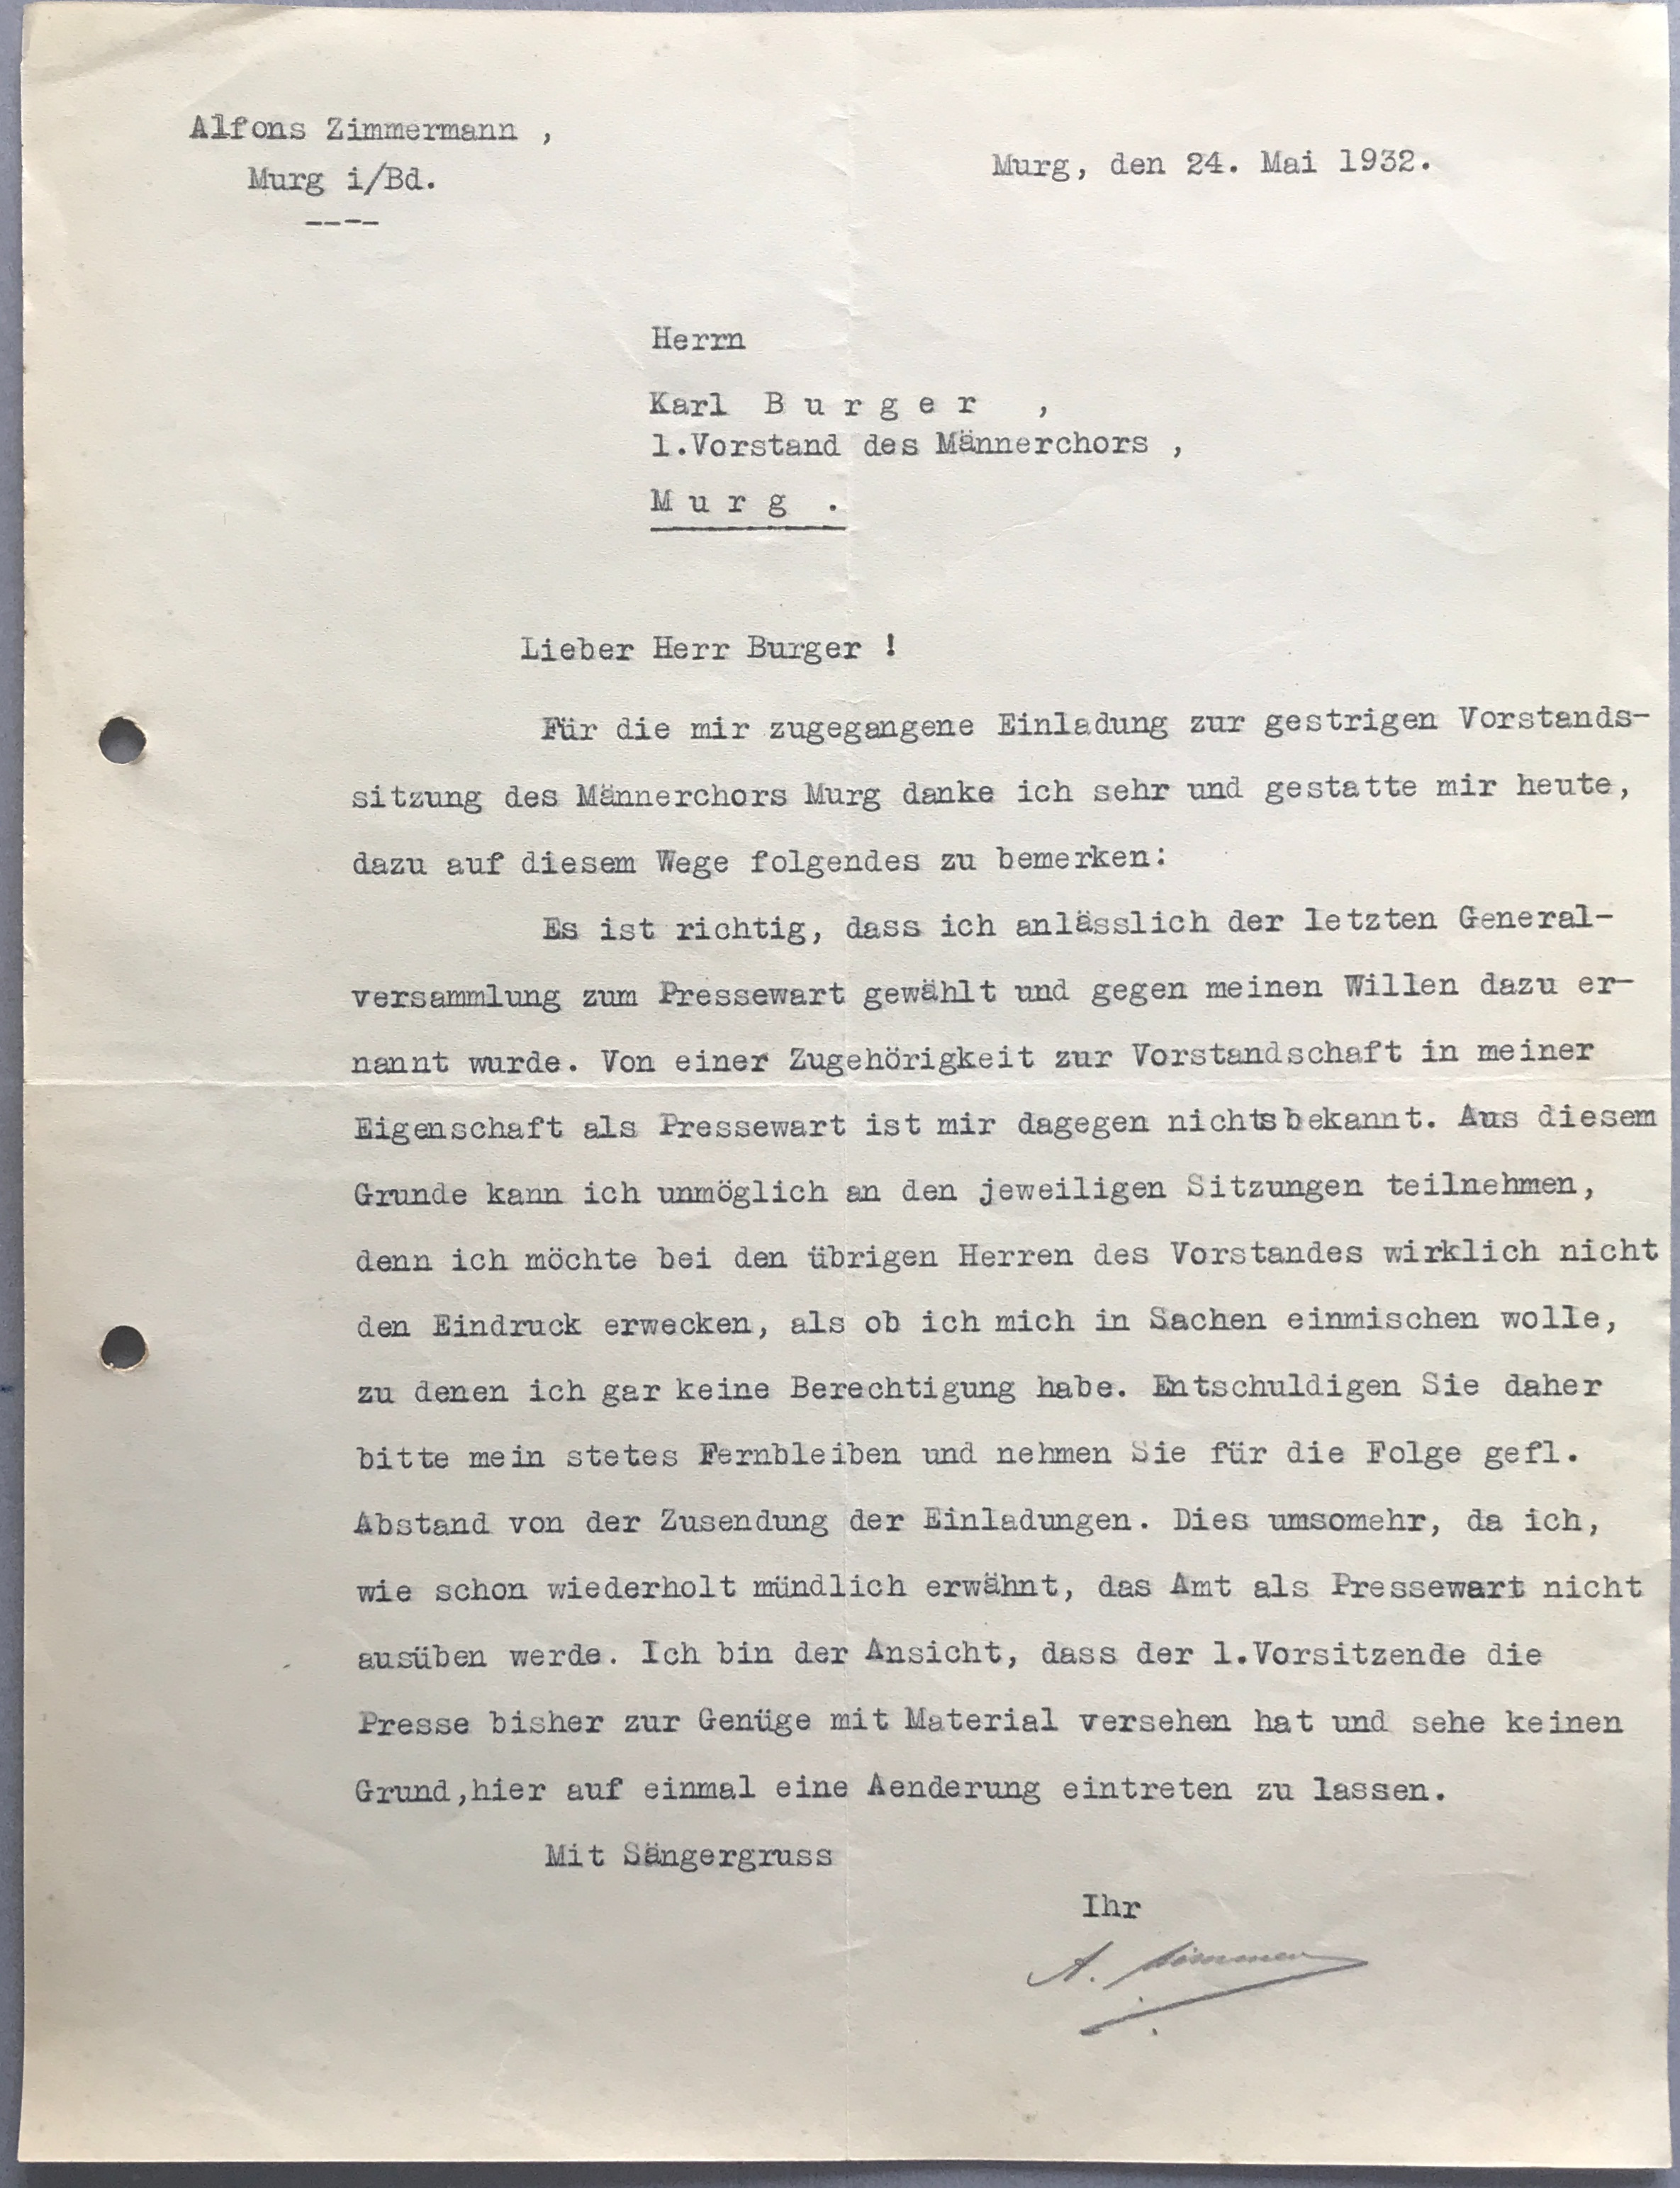 Alfons Zimmermann ,
Murg i/Bd.
----
Murg, den 24. Mai 1932.
Herrn
Karl B u r g e r ,
1.Vorstand des Männerchors ,
M u r g .
Lieber Herr Burger !
Für die mir zugegangene Einladung zur gestrigen Vorstands-
sitzung des Männerchors Murg danke ich sehr und gestatte mir heute,
dazu auf diesem Wege folgendes zu bemerken:
Es ist richtig, dass ich anlässlich der letzten General-
versammlung zum Pressewart gewählt und gegen meinen Willen dazu er-
nannt wurde. Von einer Zugehörigkeit zur Vorstandschaft in meiner
Eigenschaft als Pressewart ist mir dagegen nichts bekannt. Aus diesem
Grunde kann ich unmöglich an den jeweiligen Sitzungen teilnehmen,
denn ich möchte bei den übrigen Herren des Vorstandes wirklich nicht
den Eindruck erwecken, als ob ich mich in Sachen einmischen wolle,
zu denen ich gar keine Berechtigung habe. Entschuldigen Sie daher
bitte mein stetes Fernbleiben und nehmen Sie für die Folge gefl.
Abstand von der Zusendung der Einladungen. Dies umsomehr, da ich,
wie schon wiederholt mündlich erwähnt, das Amt als Pressewart nicht
ausüben werde. Ich bin der Ansicht, dass der 1.Vorsitzende die
Presse bisher zur Genüge mit Material versehen hat und sehe keinen
Grund,hier auf einmal eine Aenderung eintreten zu lassen.
Mit Sängergruss
Ihr
A.